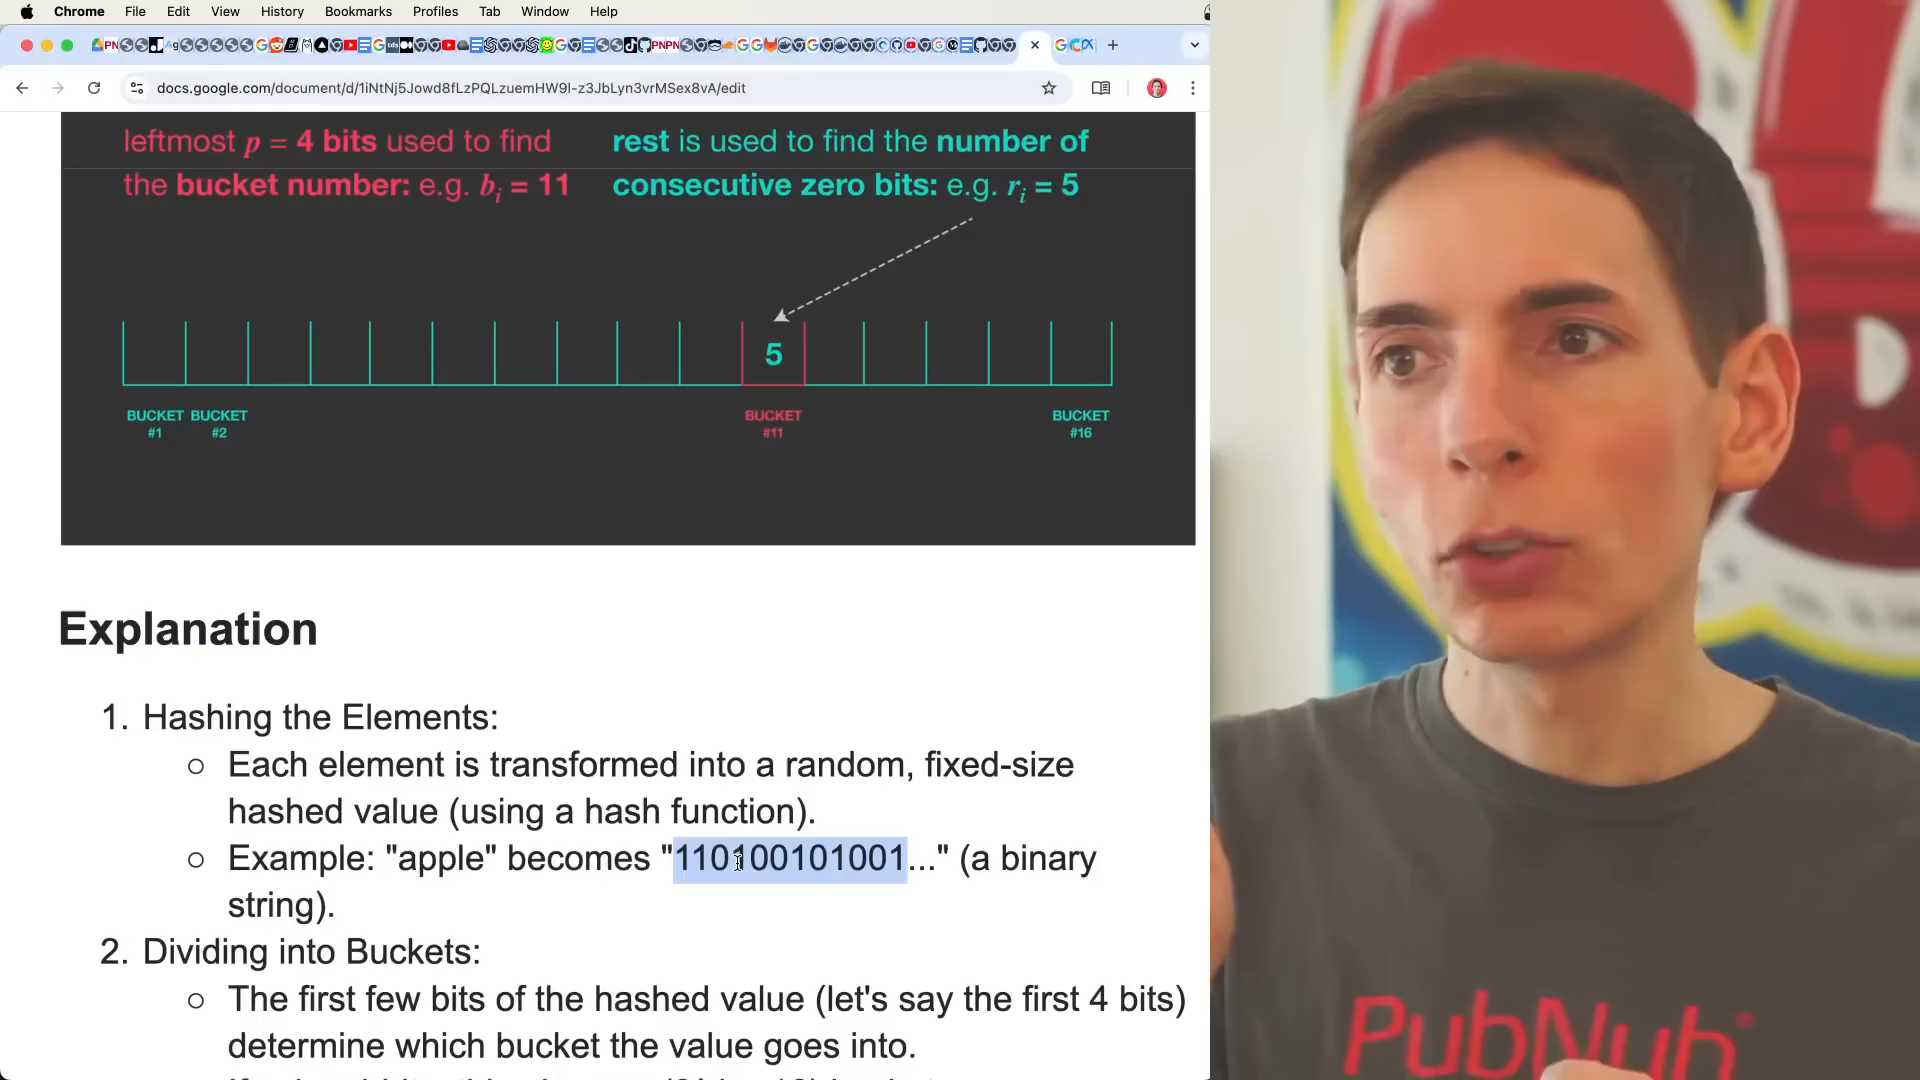 Chrome File Edit View History Bookmarks Profiles Tab Window Help
docs.google.com/document/d/1iNtNj5Jowd8fLzPQLzuemHW9I-z3JbLyn3vrMSex8vA/edit
leftmost p = 4 bits used to find
the bucket number: e.g. bi = 11
rest is used to find the number of
consecutive zero bits: e.g. ri = 5
5
BUCKET #1
BUCKET #2
BUCKET #11
BUCKET #16
Explanation
1. Hashing the Elements:
○ Each element is transformed into a random, fixed-size
hashed value (using a hash function).
○ Example: "apple" becomes "110100101001..." (a binary
string).
2. Dividing into Buckets:
○ The first few bits of the hashed value (let's say the first 4 bits)
determine which bucket the value goes into.
PubNub